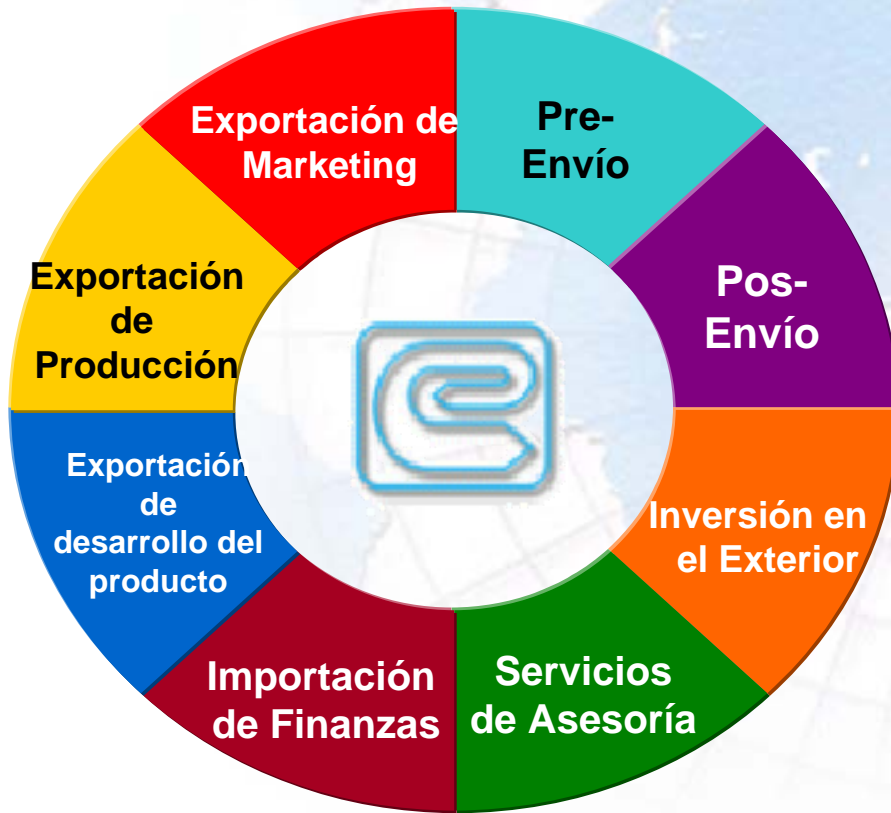 Exportación de
Marketing
Pre-
Envío
Pos-
Envío
Inversión en
el Exterior
Servicios
de Asesoría
Importación
de Finanzas
Exportación
de
desarrollo del
producto
Exportación
de
Producción